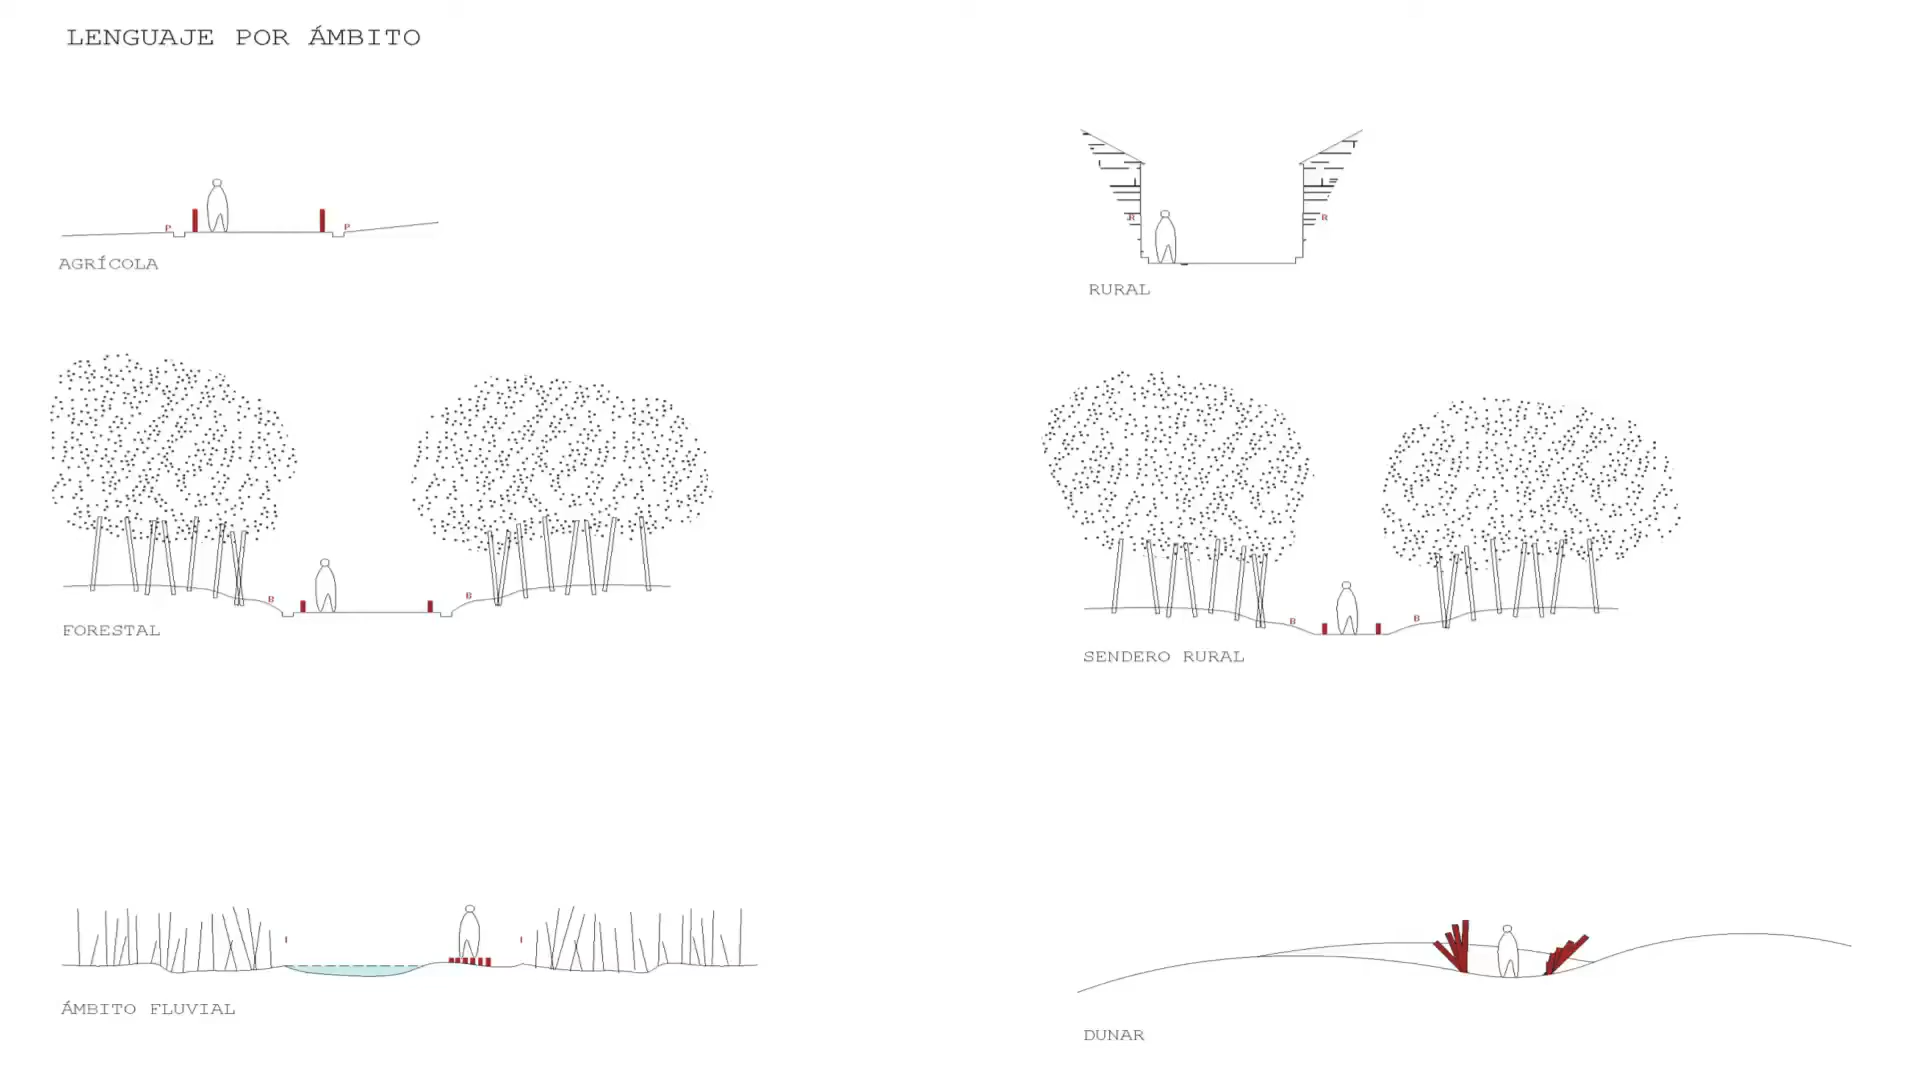 LENGUAJE POR ÁMBITO
P P
AGRÍCOLA
R R
RURAL
B B
FORESTAL
B B
SENDERO RURAL
I I
ÁMBITO FLUVIAL
DUNAR